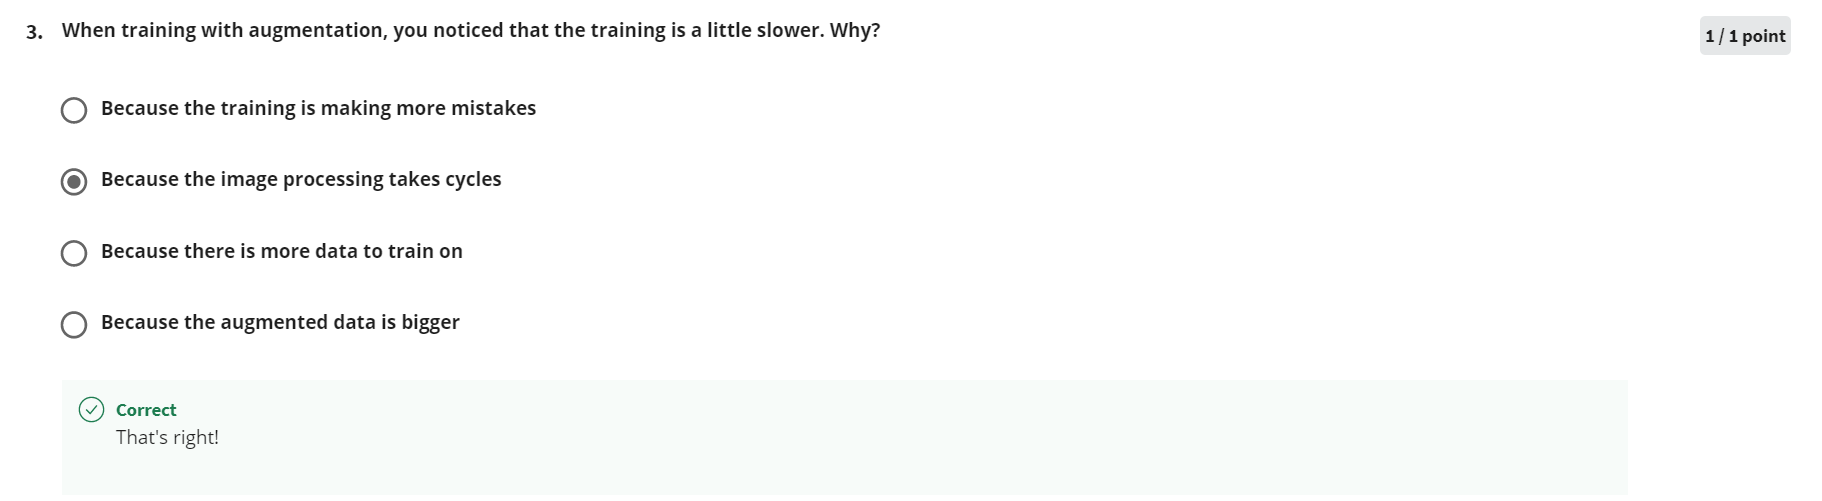 3. When training with augmentation, you noticed that the training is a little slower. Why?
1 / 1 point
Because the training is making more mistakes
Because the image processing takes cycles
Because there is more data to train on
Because the augmented data is bigger
Correct
That's right!